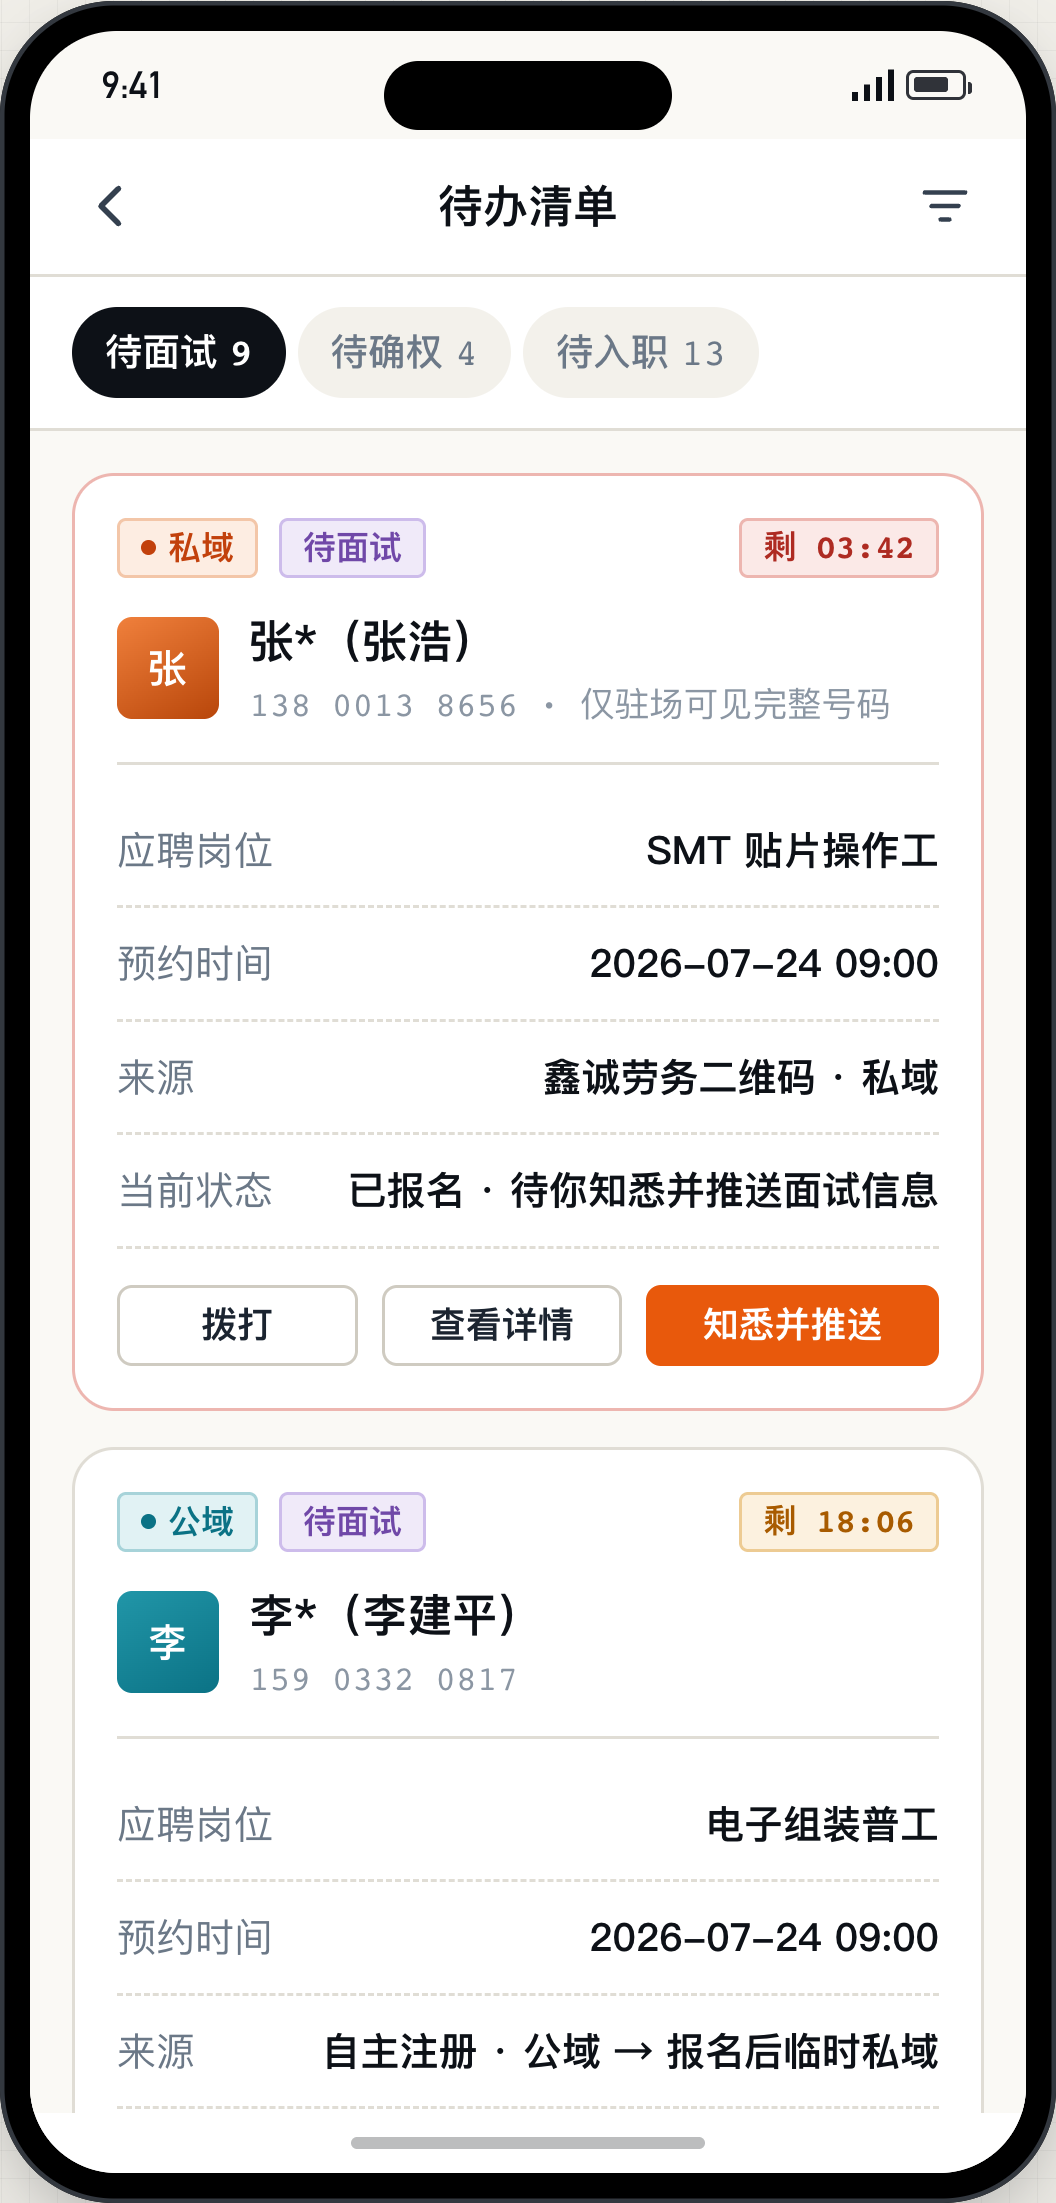 9:41
待办清单
待面试 9 待确权 4 待入职 13
私域 待面试 剩 03:42
张
张*（张浩）
138 0013 8656 · 仅驻场可见完整号码
应聘岗位 SMT 贴片操作工
预约时间 2026-07-24 09:00
来源 鑫诚劳务二维码 · 私域
当前状态 已报名 · 待你知悉并推送面试信息
拨打 查看详情 知悉并推送
公域 待面试 剩 18:06
李
李*（李建平）
159 0332 0817
应聘岗位 电子组装普工
预约时间 2026-07-24 09:00
来源 自主注册 · 公域 → 报名后临时私域